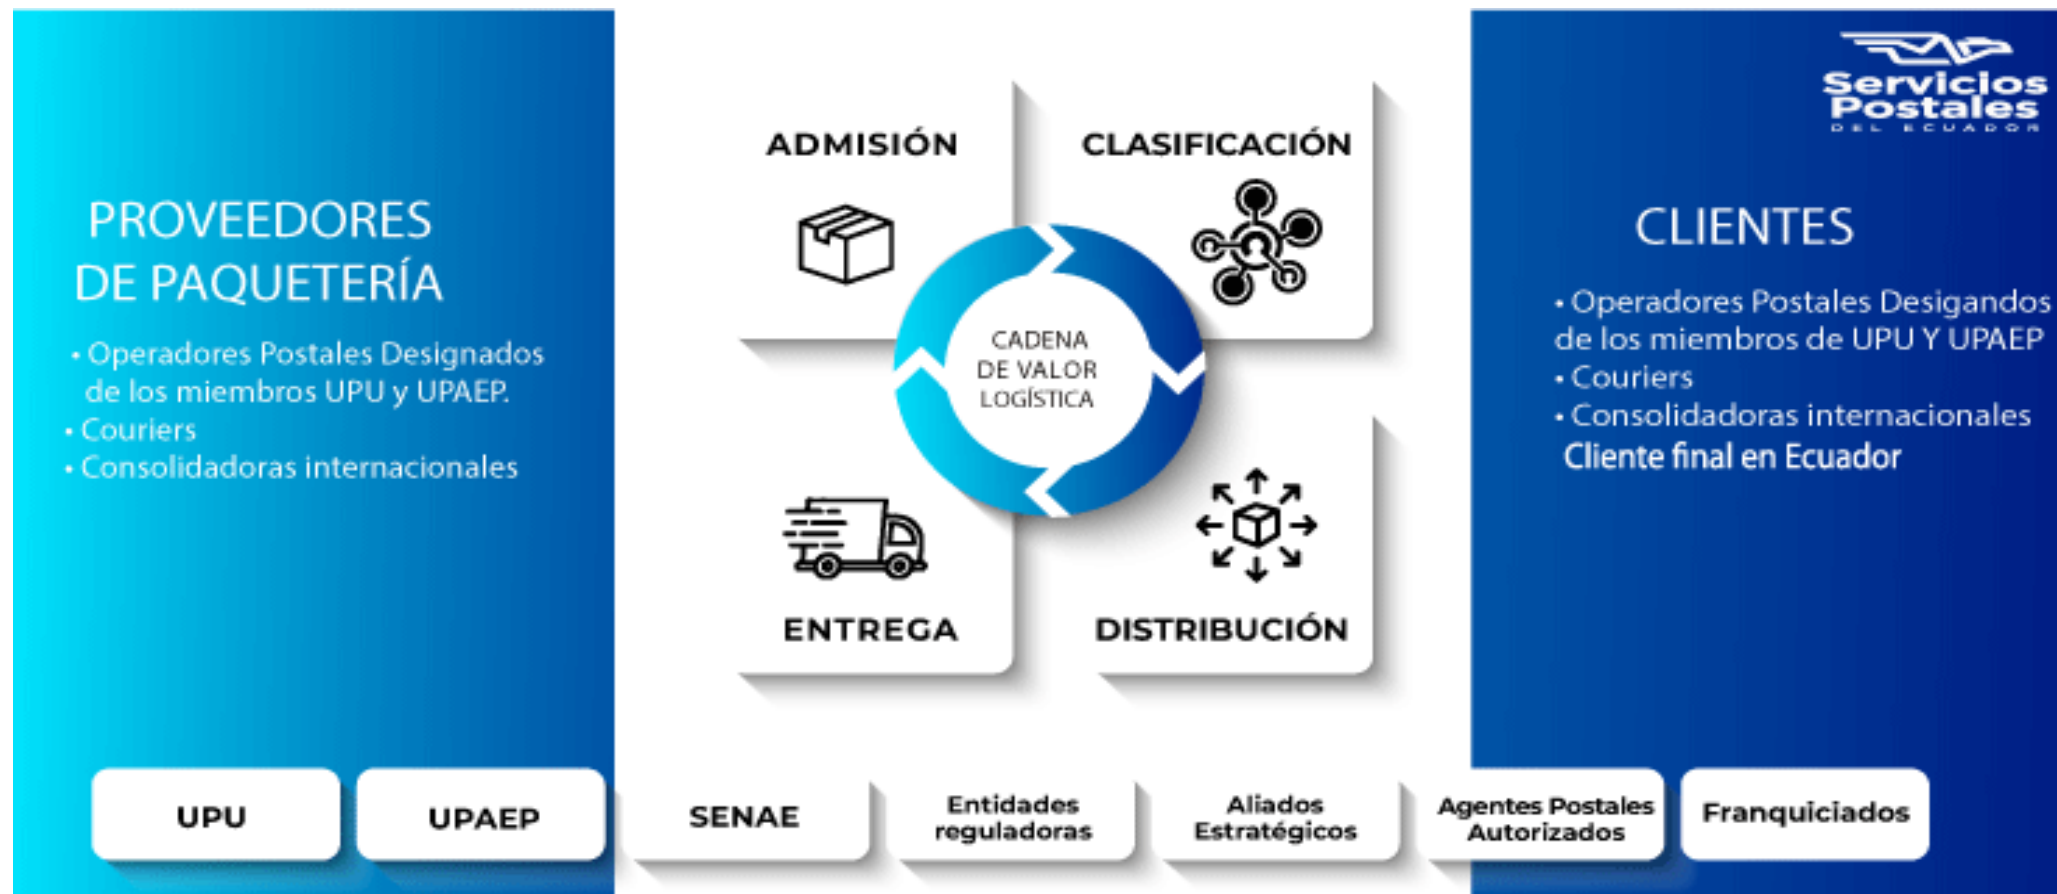 PROVEEDORES
DE PAQUETERÍA
• Operadores Postales Designados
de los miembros UPU y UPAEP.
• Couriers
• Consolidadoras internacionales
ADMISIÓN
CLASIFICACIÓN
CADENA
DE VALOR
LOGÍSTICA
ENTREGA
DISTRIBUCIÓN
Servicios
Postales
DEL ECUADOR
CLIENTES
• Operadores Postales Desigandos
de los miembros de UPU Y UPAEP
• Couriers
• Consolidadoras internacionales
Cliente final en Ecuador
UPU
UPAEP
SENAE
Entidades
reguladoras
Aliados
Estratégicos
Agentes Postales
Autorizados
Franquiciados